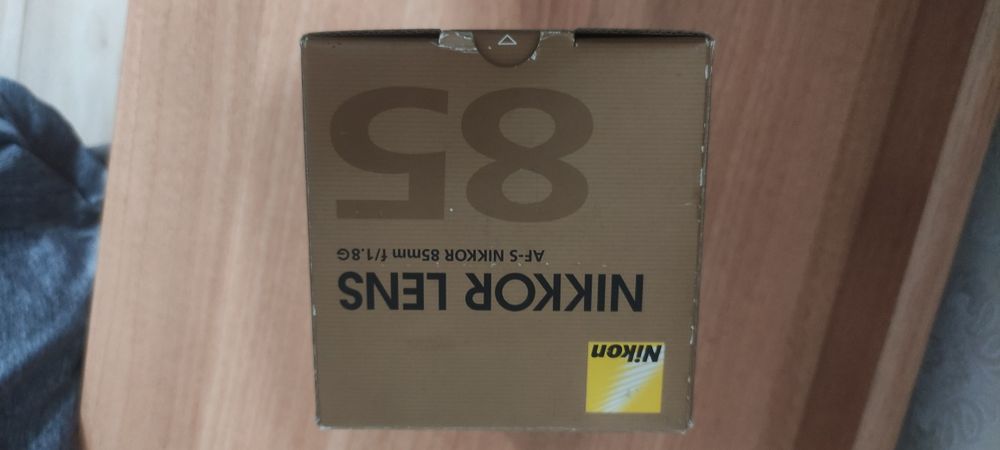 Nikon
NIKKOR LENS
AF-S NIKKOR 85mm f/1.8G
85